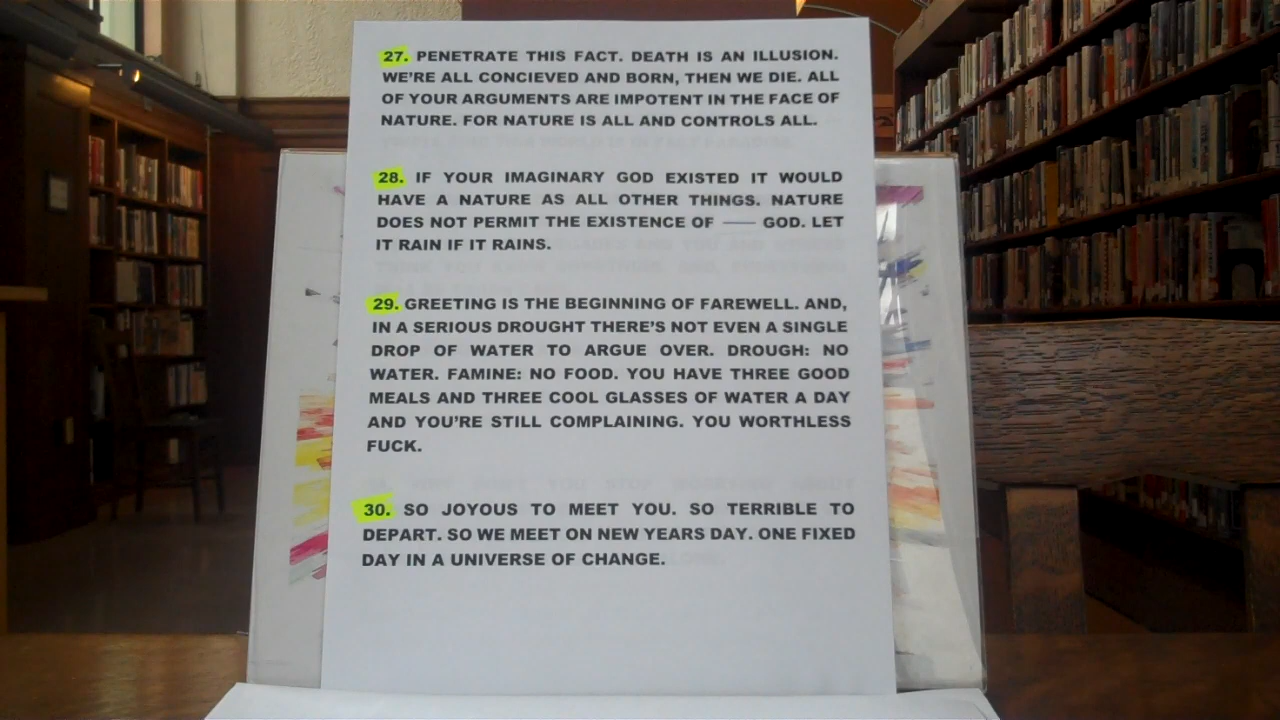 27. PENETRATE THIS FACT. DEATH IS AN ILLUSION.
WE'RE ALL CONCIEVED AND BORN, THEN WE DIE. ALL
OF YOUR ARGUMENTS ARE IMPOTENT IN THE FACE OF
NATURE. FOR NATURE IS ALL AND CONTROLS ALL.
28. IF YOUR IMAGINARY GOD EXISTED IT WOULD
HAVE A NATURE AS ALL OTHER THINGS. NATURE
DOES NOT PERMIT THE EXISTENCE OF —— GOD. LET
IT RAIN IF IT RAINS.
29. GREETING IS THE BEGINNING OF FAREWELL. AND,
IN A SERIOUS DROUGHT THERE'S NOT EVEN A SINGLE
DROP OF WATER TO ARGUE OVER. DROUGH: NO
WATER. FAMINE: NO FOOD. YOU HAVE THREE GOOD
MEALS AND THREE COOL GLASSES OF WATER A DAY
AND YOU'RE STILL COMPLAINING. YOU WORTHLESS
FUCK.
30. SO JOYOUS TO MEET YOU. SO TERRIBLE TO
DEPART. SO WE MEET ON NEW YEARS DAY. ONE FIXED
DAY IN A UNIVERSE OF CHANGE.